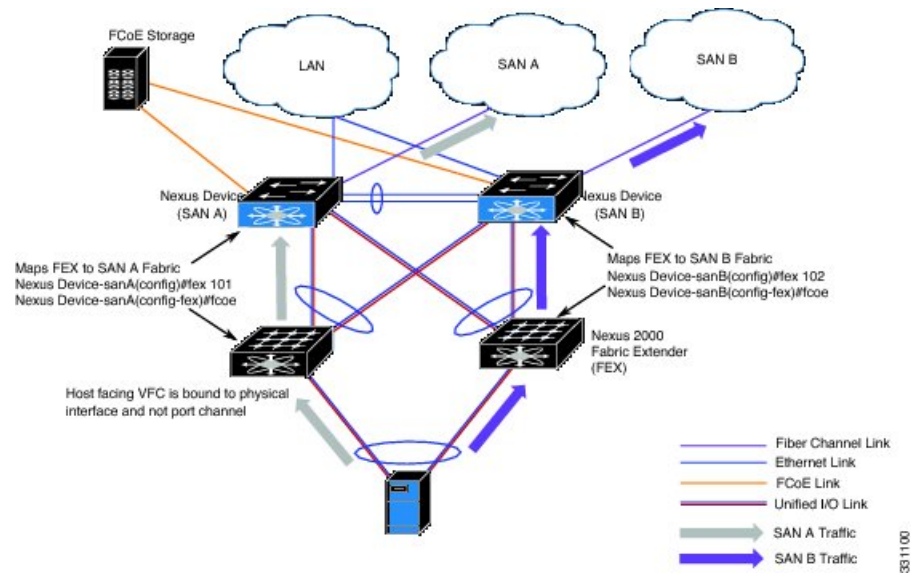 FCoE Storage
LAN
SAN A
SAN B
Nexus Device
(SAN A)
Nexus Device
(SAN B)
Maps FEX to SAN A Fabric
Nexus Device-sanA(config)#fex 101
Nexus Device-sanA(config-fex)#fcoe
Maps FEX to SAN B Fabric
Nexus Device-sanB(config)#fex 102
Nexus Device-sanB(config-fex)#fcoe
Nexus 2000
Fabric Extender
(FEX)
Host facing VFC is bound to physical
interface and not port channel
Fiber Channel Link
Ethernet Link
FCoE Link
Unified I/O Link
SAN A Traffic
SAN B Traffic
331100